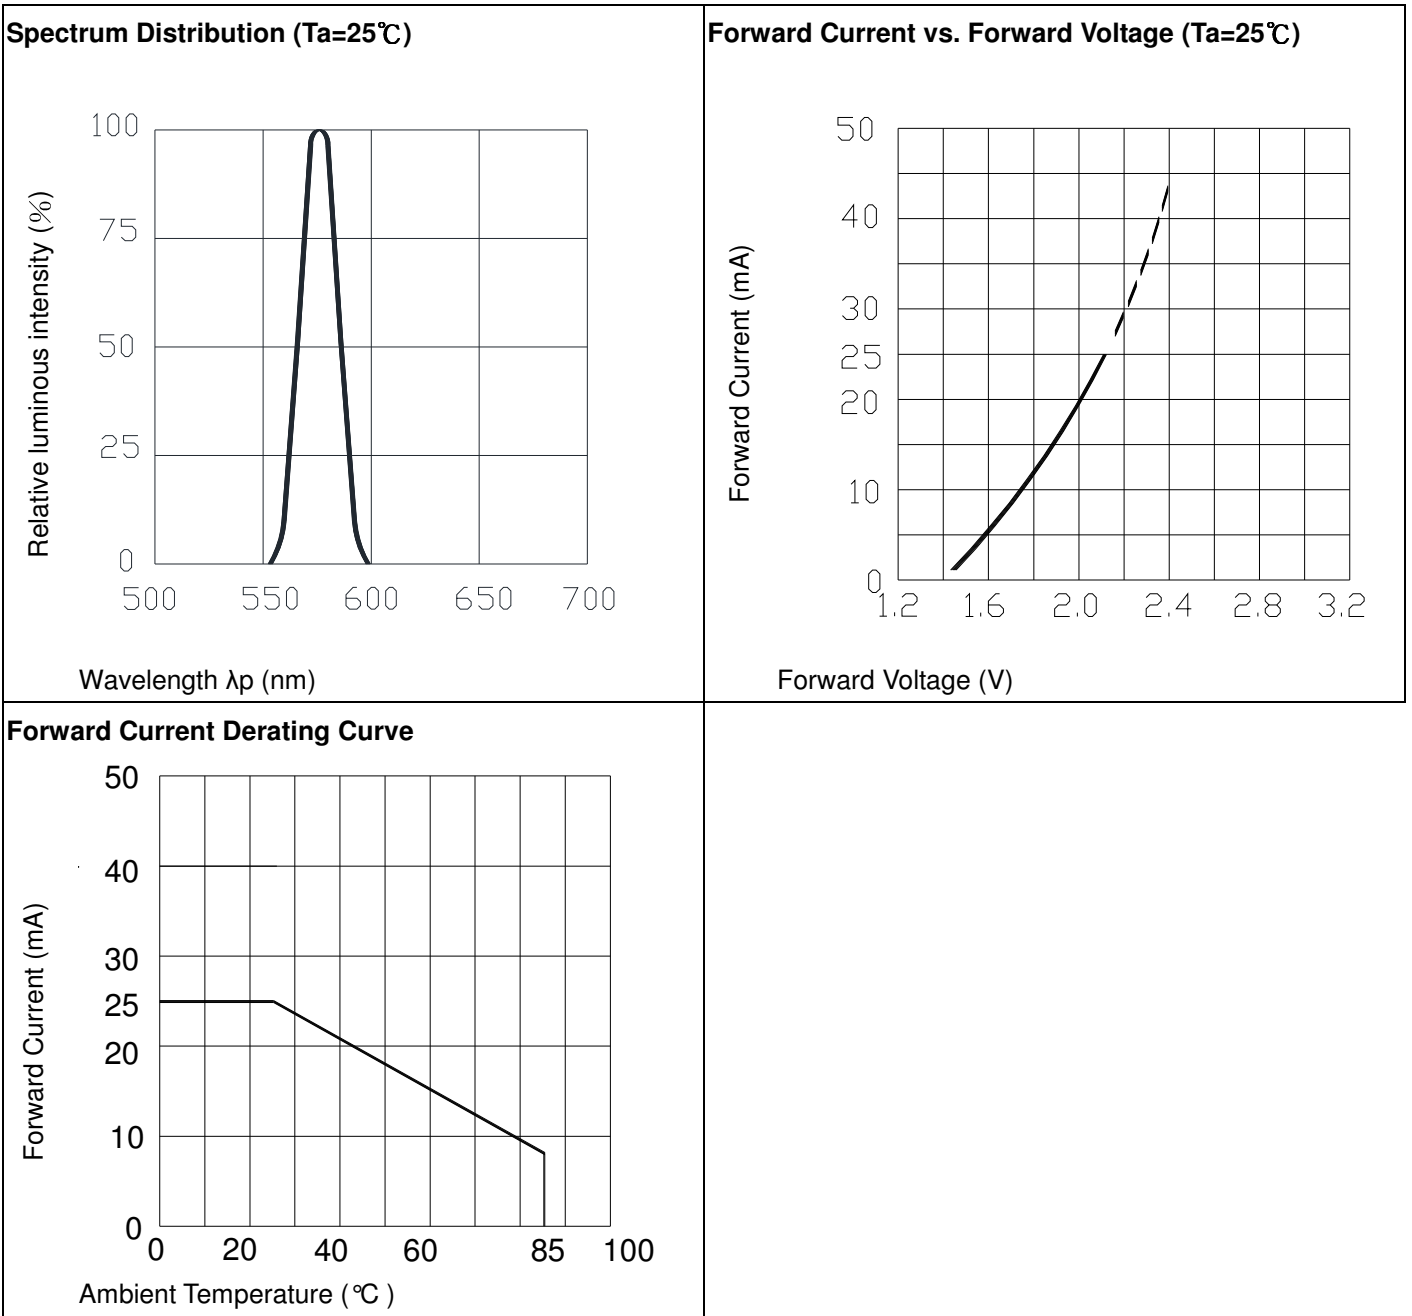 Spectrum Distribution (Ta=25℃)
100
75
50
25
0
500 550 600 650 700
Relative luminous intensity (%)
Wavelength λp (nm)
Forward Current vs. Forward Voltage (Ta=25℃)
50
40
30
25
20
10
0
1.2 1.6 2.0 2.4 2.8 3.2
Forward Current (mA)
Forward Voltage (V)
Forward Current Derating Curve
50
40
30
25
20
10
0
0 20 40 60 85 100
Forward Current (mA)
Ambient Temperature ( °C )